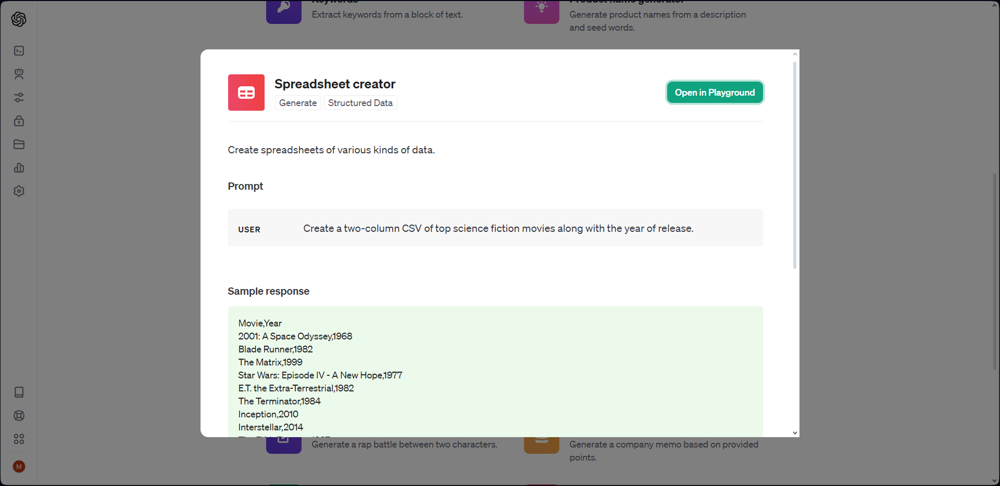 Keywords
Extract keywords from a block of text.
Product name generator
Generate product names from a description
and seed words.
Spreadsheet creator
Generate
Structured Data
Open in Playground
Create spreadsheets of various kinds of data.
Prompt
USER
Create a two-column CSV of top science fiction movies along with the year of release.
Sample response
Movie,Year
2001: A Space Odyssey,1968
Blade Runner,1982
The Matrix,1999
Star Wars: Episode IV - A New Hope,1977
E.T. the Extra-Terrestrial,1982
The Terminator,1984
Inception,2010
Interstellar,2014
Generate a rap battle between two characters.
Generate a company memo based on provided
points.
M